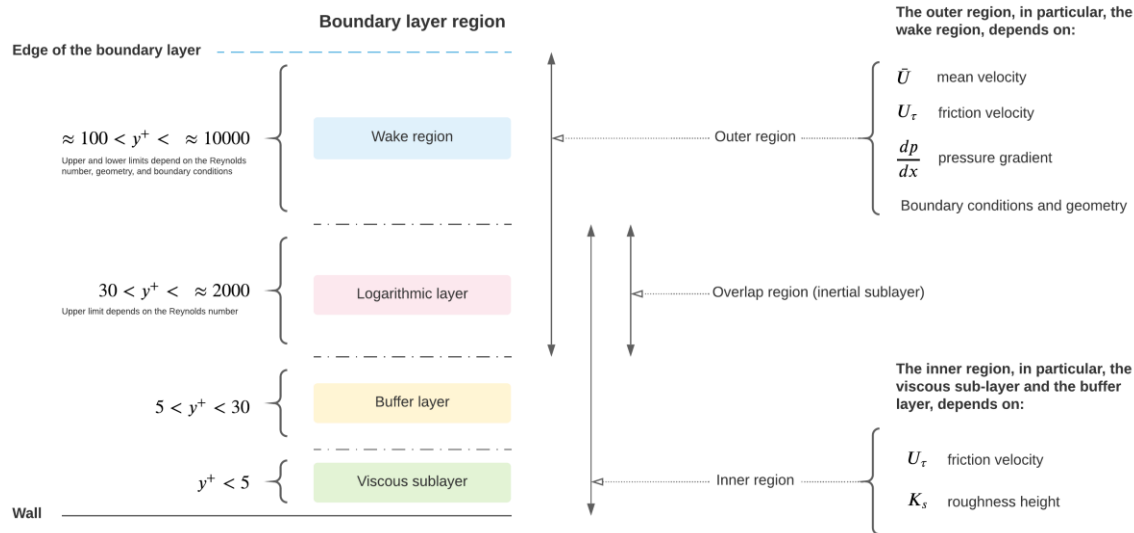 Boundary layer region
Edge of the boundary layer
≈ 100 < y⁺ < ≈ 10000
Upper and lower limits depend on the Reynolds
number, geometry, and boundary conditions
Wake region
30 < y⁺ < ≈ 2000
Upper limit depends on the Reynolds number
Logarithmic layer
5 < y⁺ < 30
Buffer layer
y⁺ < 5
Viscous sublayer
Wall
Outer region
Overlap region (inertial sublayer)
Inner region
The outer region, in particular, the
wake region, depends on:
Ū mean velocity
U_τ friction velocity
dp/dx pressure gradient
Boundary conditions and geometry
The inner region, in particular, the
viscous sub-layer and the buffer
layer, depends on:
U_τ friction velocity
K_s roughness height